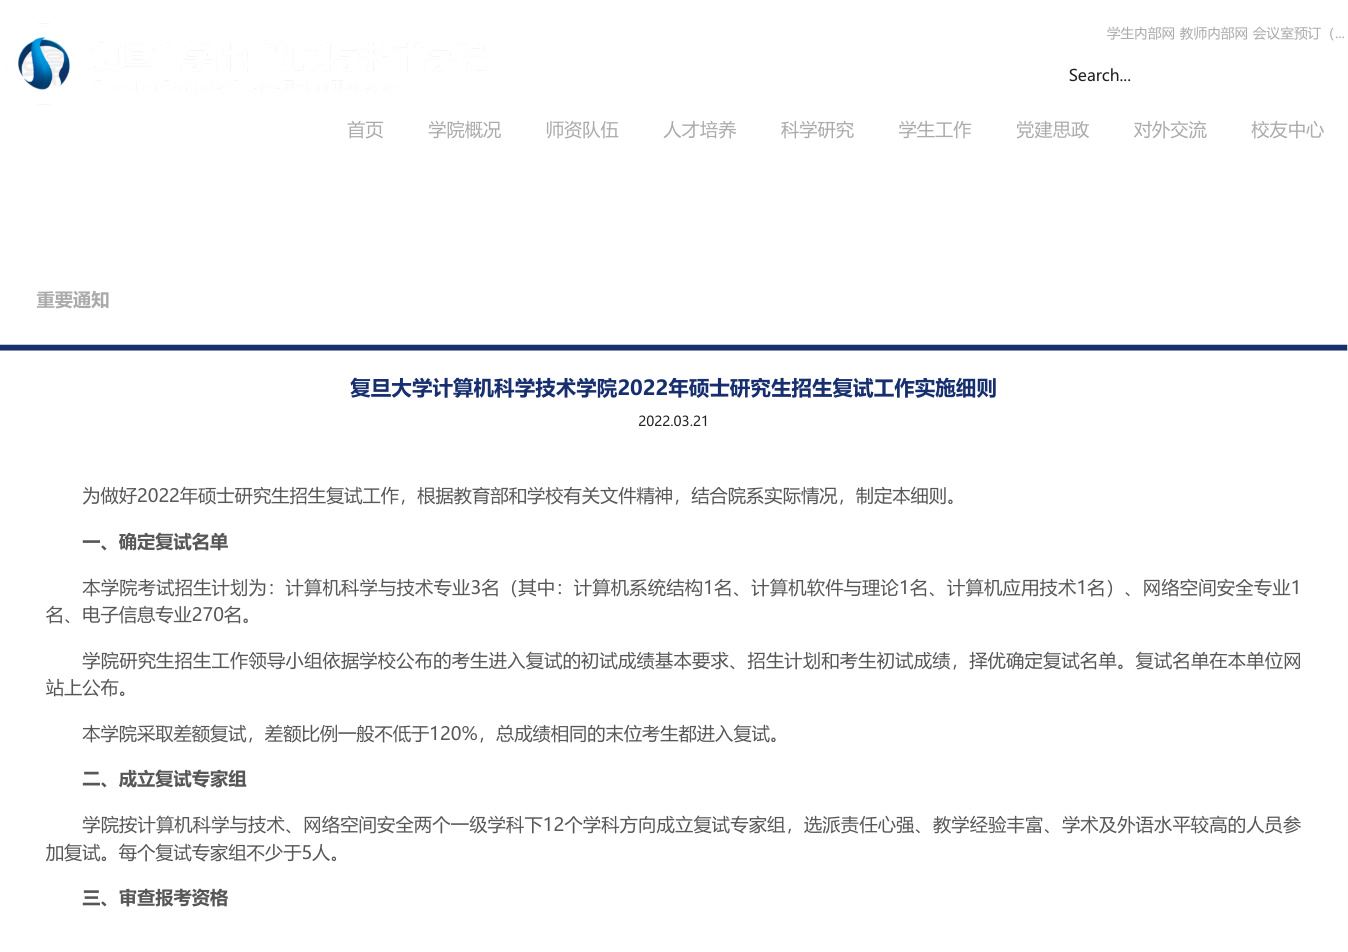 学生内部网 教师内部网 会议室预订（...
Search...
首页 学院概况 师资队伍 人才培养 科学研究 学生工作 党建思政 对外交流 校友中心
重要通知
复旦大学计算机科学技术学院2022年硕士研究生招生复试工作实施细则
2022.03.21
为做好2022年硕士研究生招生复试工作，根据教育部和学校有关文件精神，结合院系实际情况，制定本细则。
一、确定复试名单
本学院考试招生计划为：计算机科学与技术专业3名（其中：计算机系统结构1名、计算机软件与理论1名、计算机应用技术1名）、网络空间安全专业1
名、电子信息专业270名。
学院研究生招生工作领导小组依据学校公布的考生进入复试的初试成绩基本要求、招生计划和考生初试成绩，择优确定复试名单。复试名单在本单位网
站上公布。
本学院采取差额复试，差额比例一般不低于120%，总成绩相同的末位考生都进入复试。
二、成立复试专家组
学院按计算机科学与技术、网络空间安全两个一级学科下12个学科方向成立复试专家组，选派责任心强、教学经验丰富、学术及外语水平较高的人员参
加复试。每个复试专家组不少于5人。
三、审查报考资格